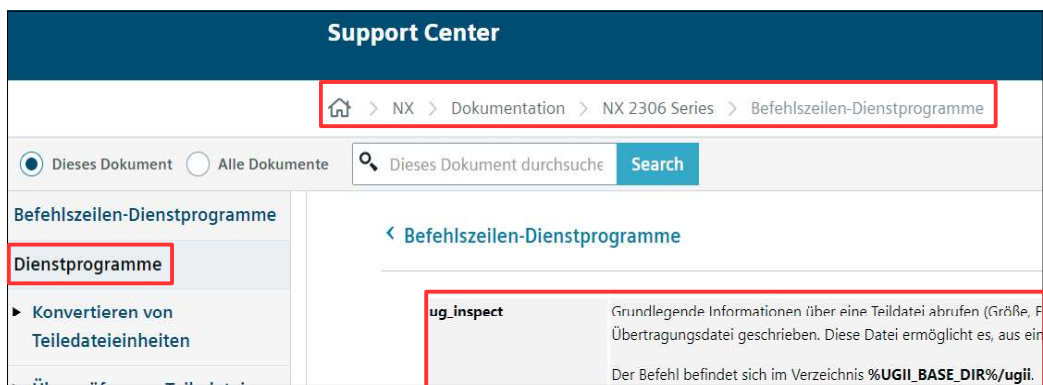 Support Center
> NX > Dokumentation > NX 2306 Series > Befehlszeilen-Dienstprogramme
Dieses Dokument Alle Dokumente Dieses Dokument durchsuche Search
Befehlszeilen-Dienstprogramme
Dienstprogramme
Konvertieren von
Teiledateieinheiten
< Befehlszeilen-Dienstprogramme
ug_inspect Grundlegende Informationen über eine Teildatei abrufen (Größe,
Übertragungsdatei geschrieben. Diese Datei ermöglicht es, aus
Der Befehl befindet sich im Verzeichnis %UGII_BASE_DIR%/ugii.